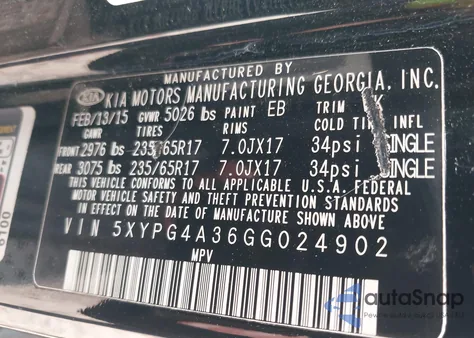 MANUFACTURED BY
KIA KIA MOTORS MANUFACTURING GEORGIA, INC.
FEB/13/15 GVWR 5026 lbs PAINT EB TRIM
GAWR TIRES RIMS COLD INFL
FRONT 2976 lbs 235/65R17 7.0JX17 34psi SINGLE
REAR 3075 lbs 235/65R17 7.0JX17 34psi SINGLE
THIS VEHICLE CONFORMS TO ALL APPLICABLE U.S.A. FEDERAL
MOTOR VEHICLE SAFETY AND THEFT PREVENTION STANDARDS
IN EFFECT ON THE DATE OF MANUFACTURE SHOWN ABOVE
VIN 5XYPG4A36GG024902
MPV
autaSnap
6100